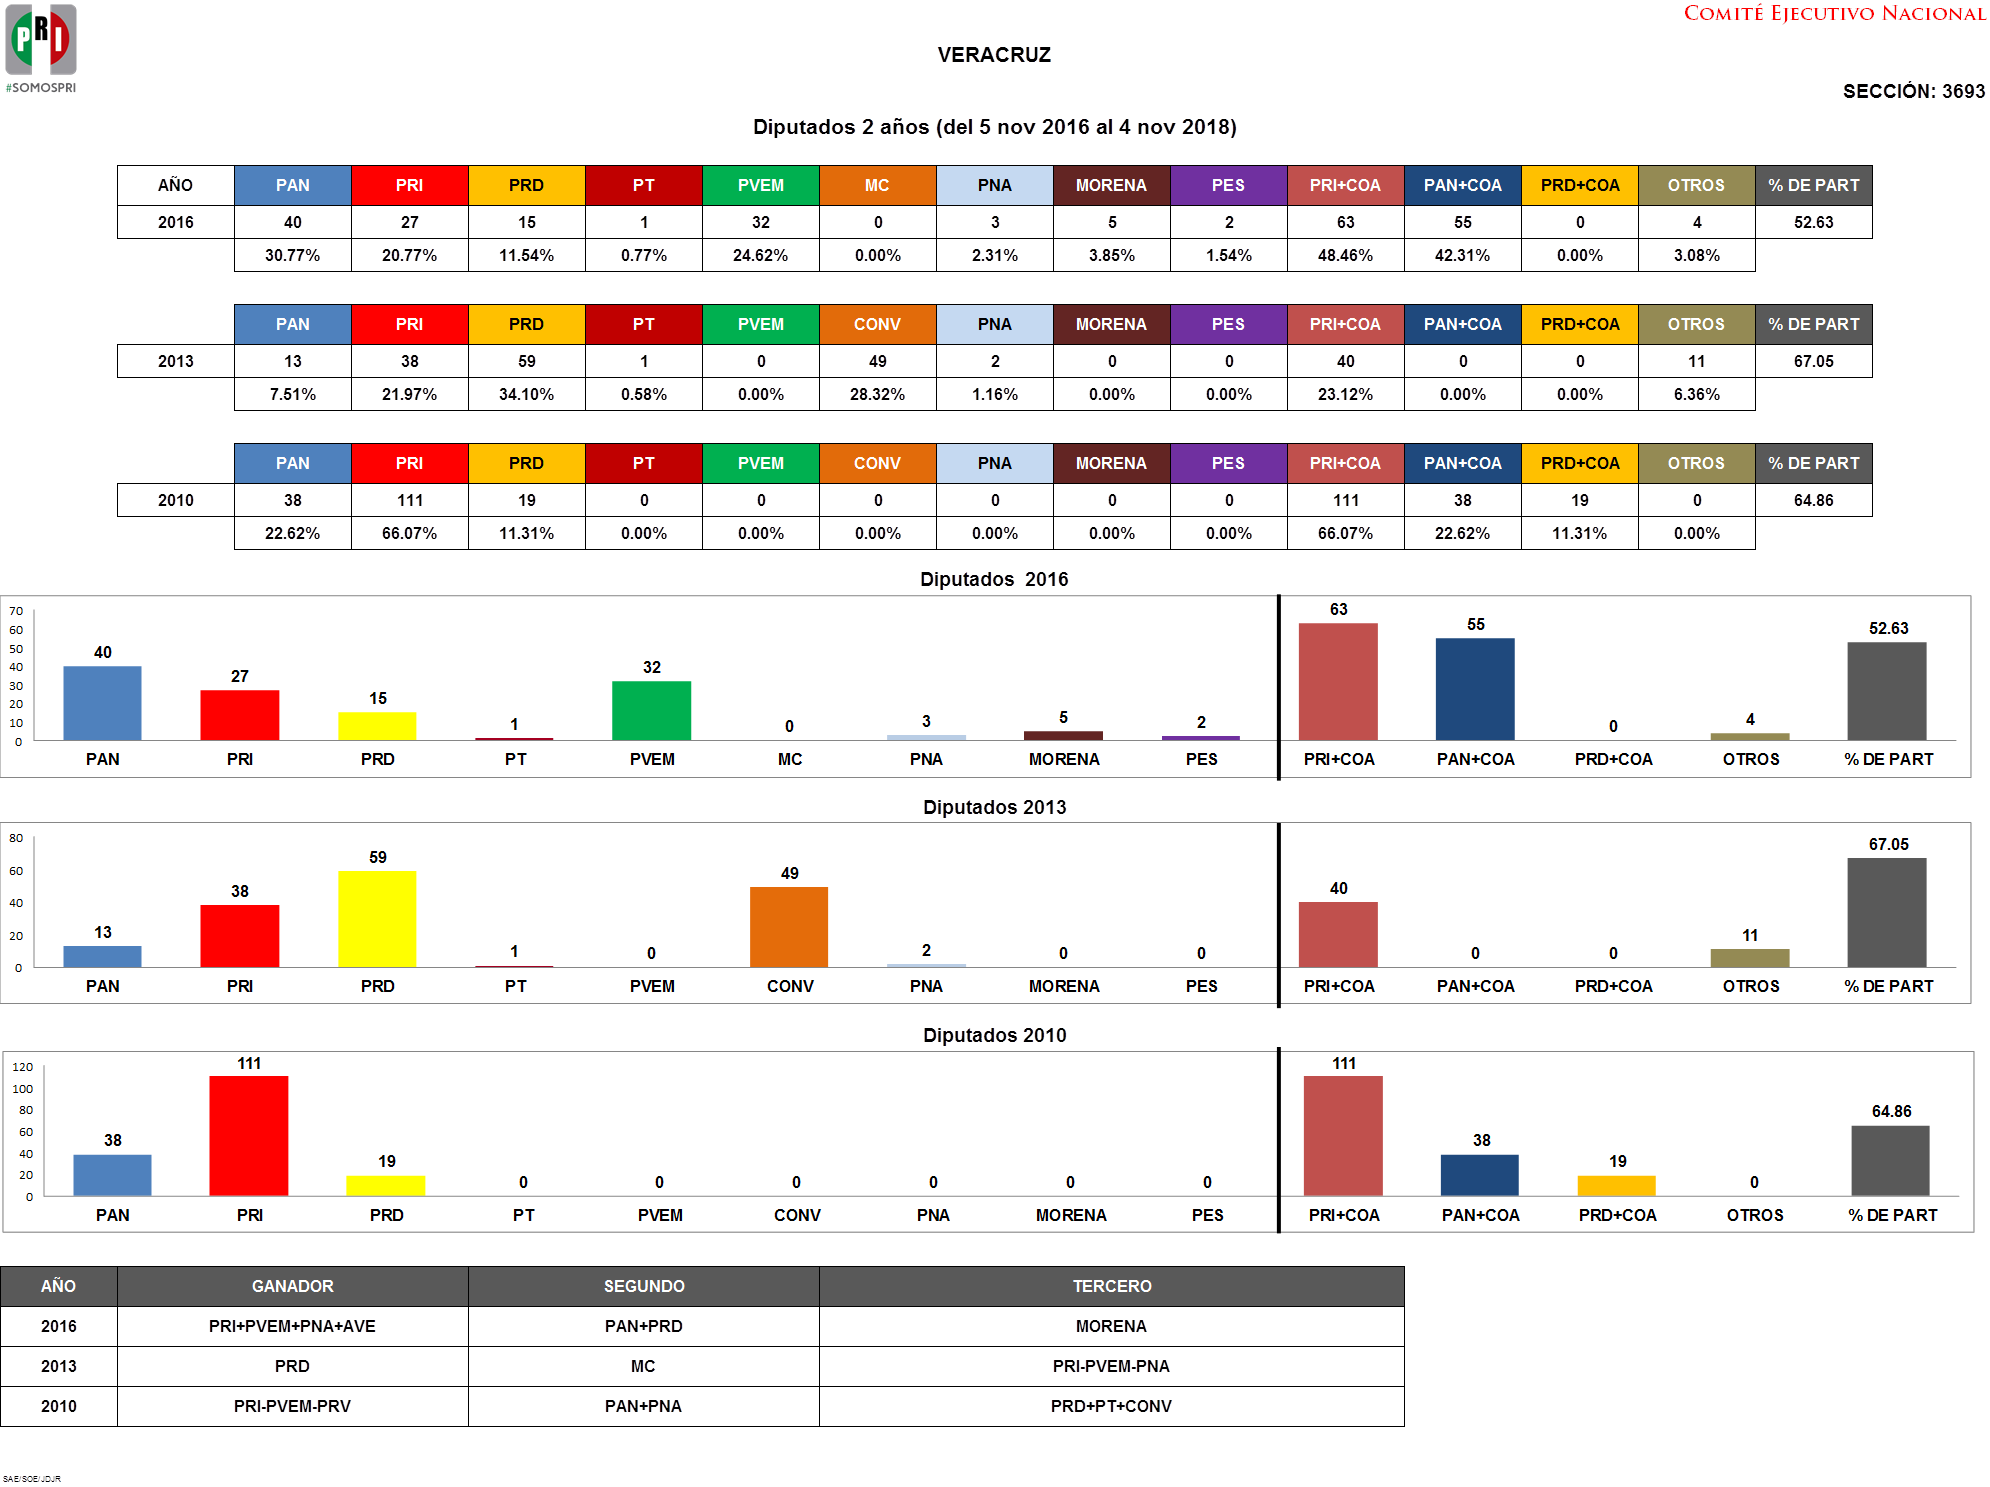 COMITÉ EJECUTIVO NACIONAL
PRI
#SOMOSPRI
VERACRUZ
SECCIÓN: 3693
Diputados 2 años (del 5 nov 2016 al 4 nov 2018)
AÑO PAN PRI PRD PT PVEM MC PNA MORENA PES PRI+COA PAN+COA PRD+COA OTROS % DE PART
2016 40 27 15 1 32 0 3 5 2 63 55 0 4 52.63
30.77% 20.77% 11.54% 0.77% 24.62% 0.00% 2.31% 3.85% 1.54% 48.46% 42.31% 0.00% 3.08%
PAN PRI PRD PT PVEM CONV PNA MORENA PES PRI+COA PAN+COA PRD+COA OTROS % DE PART
2013 13 38 59 1 0 49 2 0 0 40 0 0 11 67.05
7.51% 21.97% 34.10% 0.58% 0.00% 28.32% 1.16% 0.00% 0.00% 23.12% 0.00% 0.00% 6.36%
PAN PRI PRD PT PVEM CONV PNA MORENA PES PRI+COA PAN+COA PRD+COA OTROS % DE PART
2010 38 111 19 0 0 0 0 0 0 111 38 19 0 64.86
22.62% 66.07% 11.31% 0.00% 0.00% 0.00% 0.00% 0.00% 0.00% 66.07% 22.62% 11.31% 0.00%
Diputados 2016
70
60
50
40
30
20
10
0
40 27 15 1 32 0 3 5 2 63 55 0 4 52.63
PAN PRI PRD PT PVEM MC PNA MORENA PES PRI+COA PAN+COA PRD+COA OTROS % DE PART
Diputados 2013
80
60
40
20
0
13 38 59 1 0 49 2 0 0 40 0 0 11 67.05
PAN PRI PRD PT PVEM CONV PNA MORENA PES PRI+COA PAN+COA PRD+COA OTROS % DE PART
Diputados 2010
120
100
80
60
40
20
0
38 111 19 0 0 0 0 0 0 111 38 19 0 64.86
PAN PRI PRD PT PVEM CONV PNA MORENA PES PRI+COA PAN+COA PRD+COA OTROS % DE PART
AÑO GANADOR SEGUNDO TERCERO
2016 PRI+PVEM+PNA+AVE PAN+PRD MORENA
2013 PRD MC PRI-PVEM-PNA
2010 PRI-PVEM-PRV PAN+PNA PRD+PT+CONV
SAE/SOE/JDJR